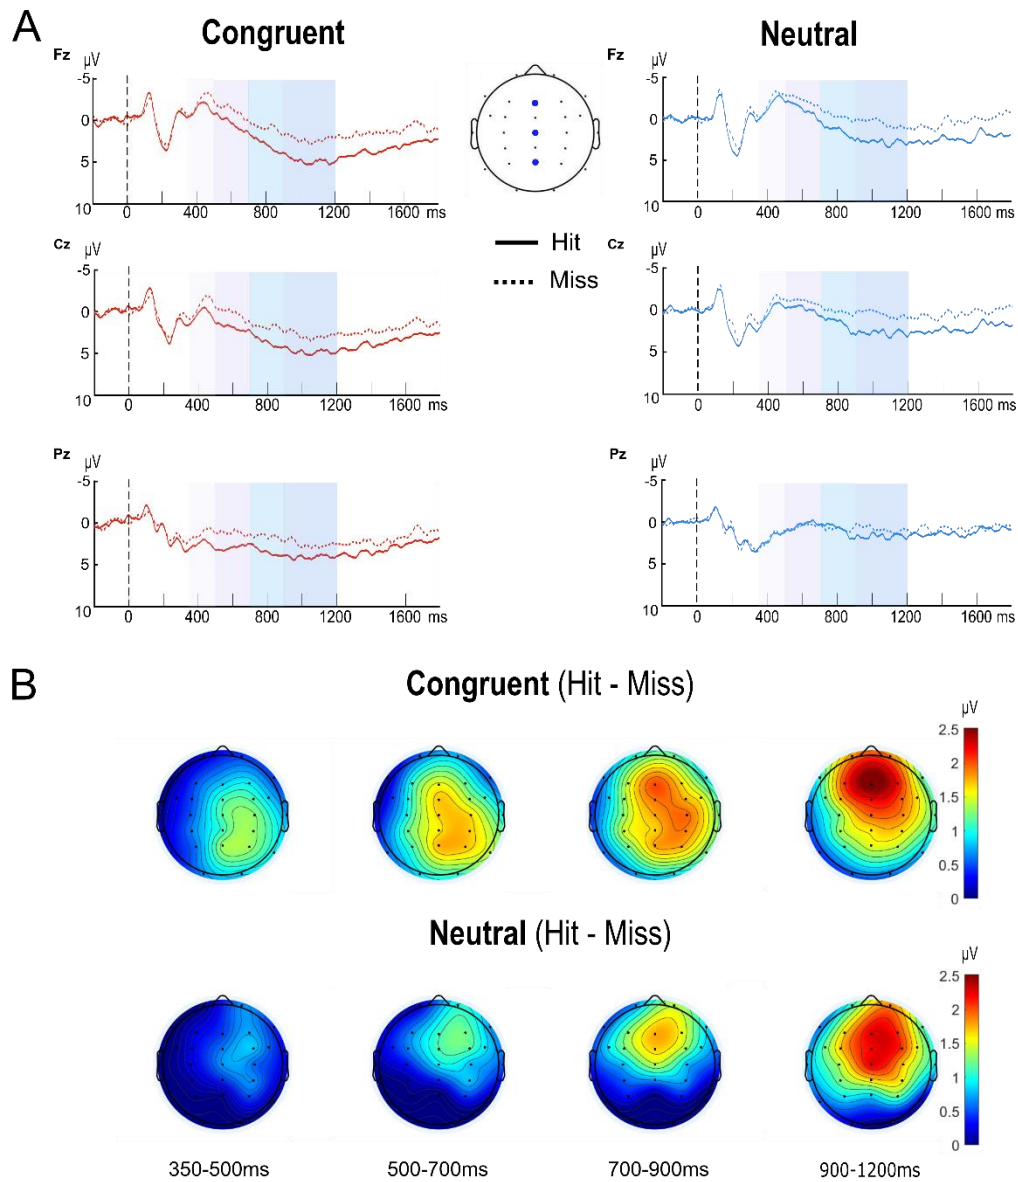 A
Congruent
Neutral
Fz
µV
-5
0
5
10
0
400
800
1200
1600 ms
Fz
µV
-5
0
5
10
0
400
800
1200
1600 ms
Hit
Miss
Cz
µV
-5
0
5
10
0
400
800
1200
1600 ms
Cz
µV
-5
0
5
10
0
400
800
1200
1600 ms
Pz
µV
-5
0
5
10
0
400
800
1200
1600 ms
Pz
µV
-5
0
5
10
0
400
800
1200
1600 ms
B
Congruent (Hit - Miss)
µV
2.5
2
1.5
1
0.5
0
Neutral (Hit - Miss)
µV
2.5
2
1.5
1
0.5
0
350-500ms
500-700ms
700-900ms
900-1200ms